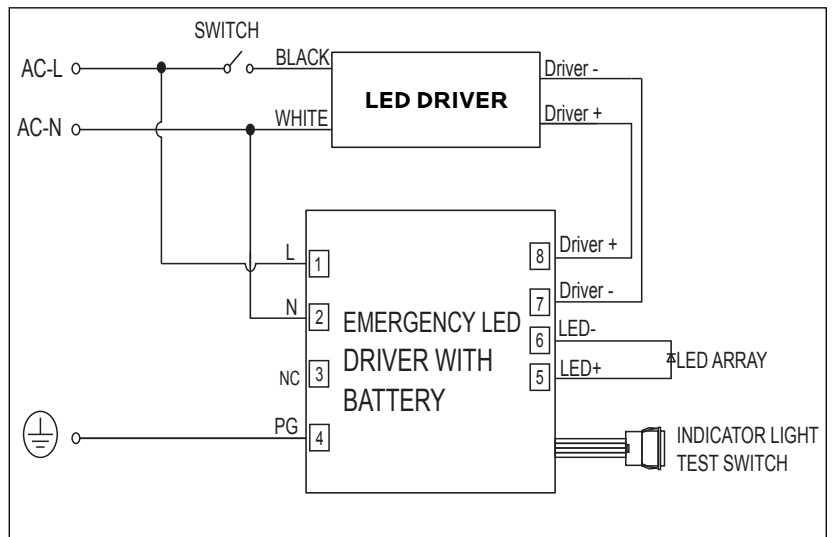 SWITCH
AC-L
BLACK
LED DRIVER
Driver -
AC-N
WHITE
Driver +
L
1
8
Driver +
N
2
7
Driver -
EMERGENCY LED
DRIVER WITH
BATTERY
6
LED-
NC
3
5
LED+
LED ARRAY
PG
4
INDICATOR LIGHT
TEST SWITCH